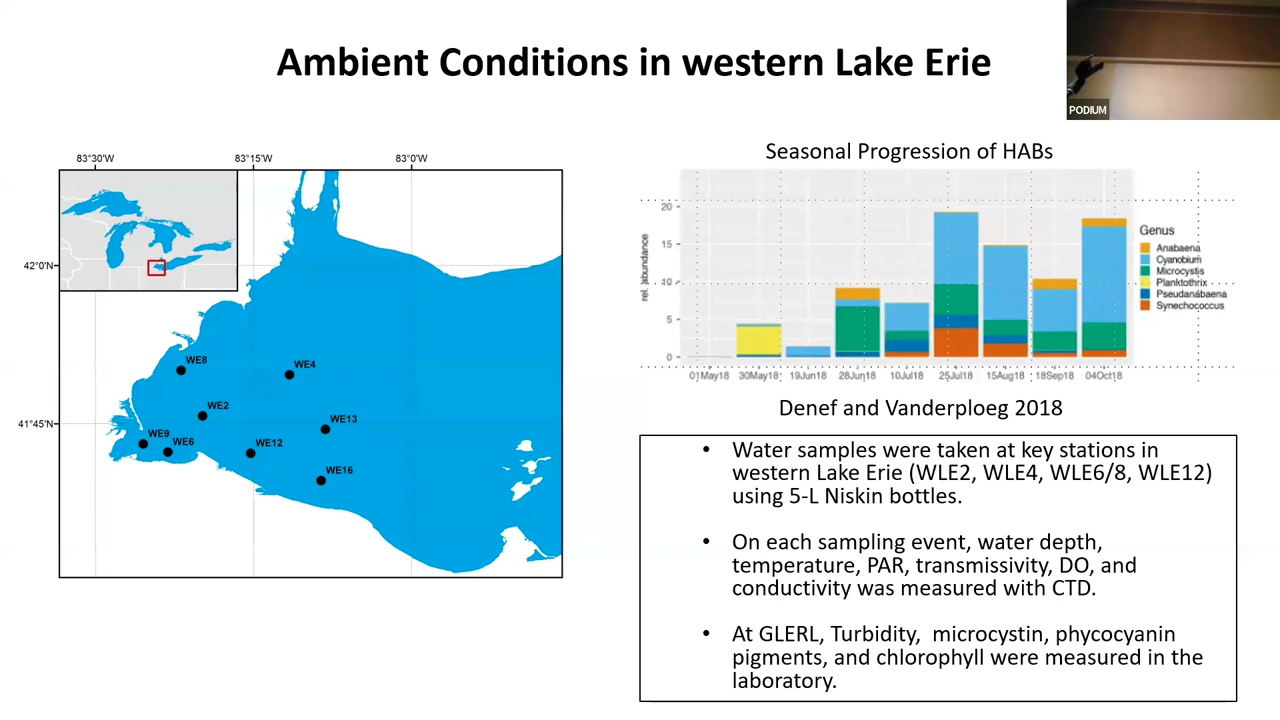 Ambient Conditions in western Lake Erie
PODIUM
83°30'W 83°15'W 83°0'W
42°0'N
41°45'N
WE8
WE4
WE2
WE13
WE9
WE6
WE12
WE16
Seasonal Progression of HABs
rel. abundance
20
15
10
5
0
01May18 30May18 19Jun18 28Jun18 10Jul18 25Jul18 15Aug18 18Sep18 04Oct18
Genus
Anabaena
Cyanobium
Microcystis
Planktothrix
Pseudanabaena
Synechococcus
Denef and Vanderploeg 2018
• Water samples were taken at key stations in
western Lake Erie (WLE2, WLE4, WLE6/8, WLE12)
using 5-L Niskin bottles.
• On each sampling event, water depth,
temperature, PAR, transmissivity, DO, and
conductivity was measured with CTD.
• At GLERL, Turbidity, microcystin, phycocyanin
pigments, and chlorophyll were measured in the
laboratory.